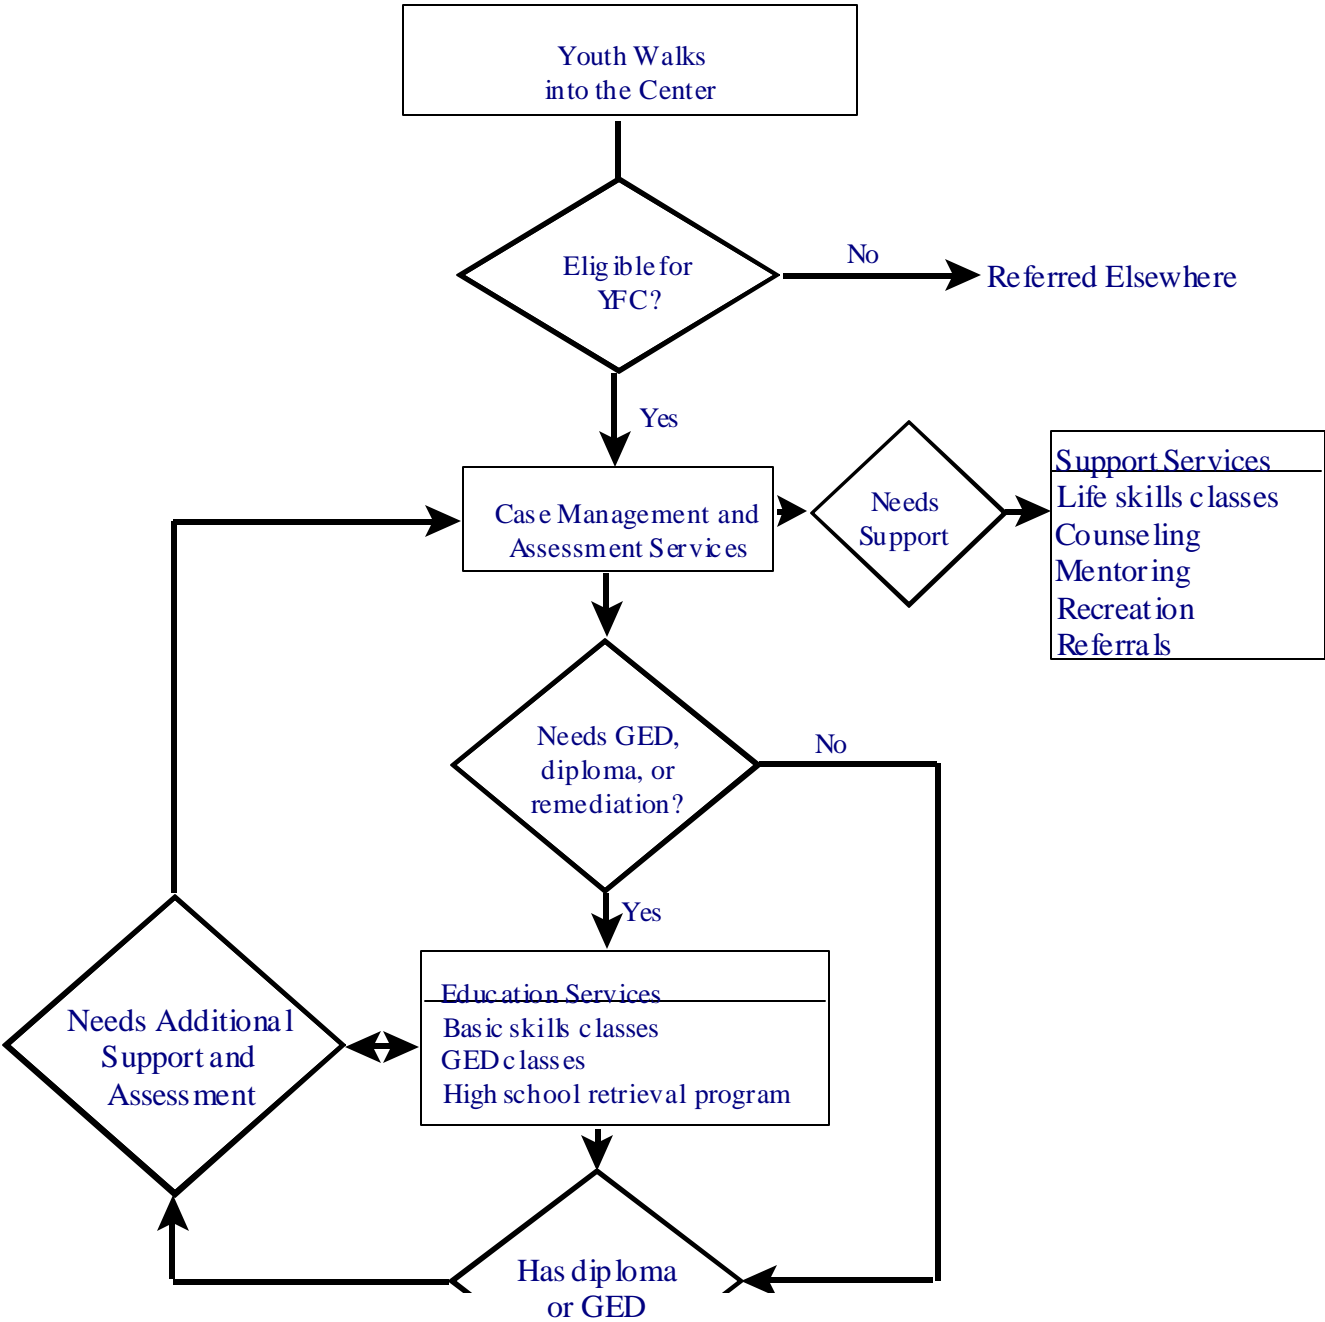 Youth Walks
into the Center
Eligible for
YFC?
No
Referred Elsewhere
Yes
Case Management and
Assessment Services
Needs
Support
Support Services
Life skills classes
Counseling
Mentoring
Recreation
Referrals
Needs GED,
diploma, or
remediation?
No
Yes
Education Services
Basic skills classes
GED classes
High school retrieval program
Needs Additional
Support and
Assessment
Has diploma
or GED